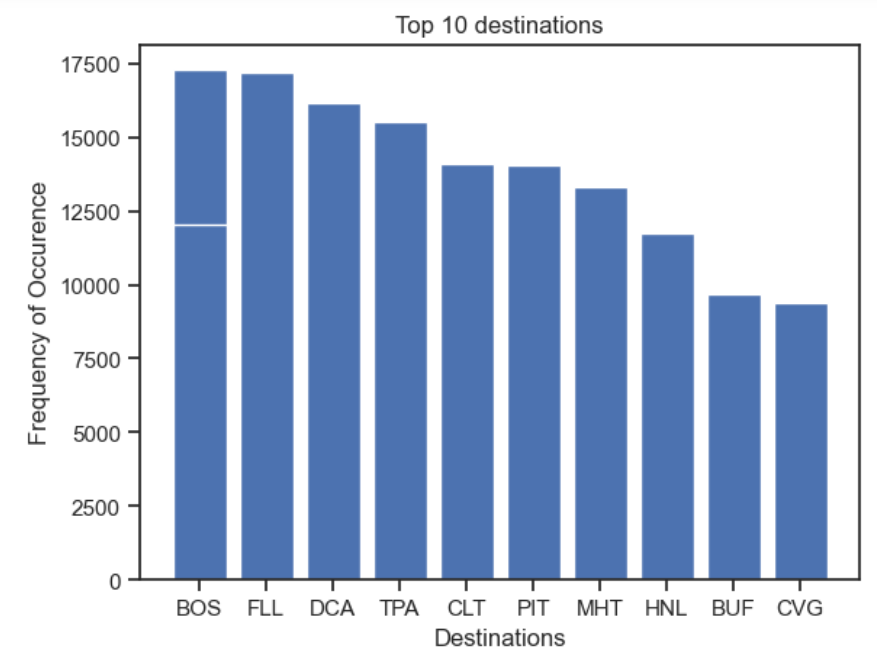 Top 10 destinations
Frequency of Occurence
17500
15000
12500
10000
7500
5000
2500
0
BOS FLL DCA TPA CLT PIT MHT HNL BUF CVG
Destinations